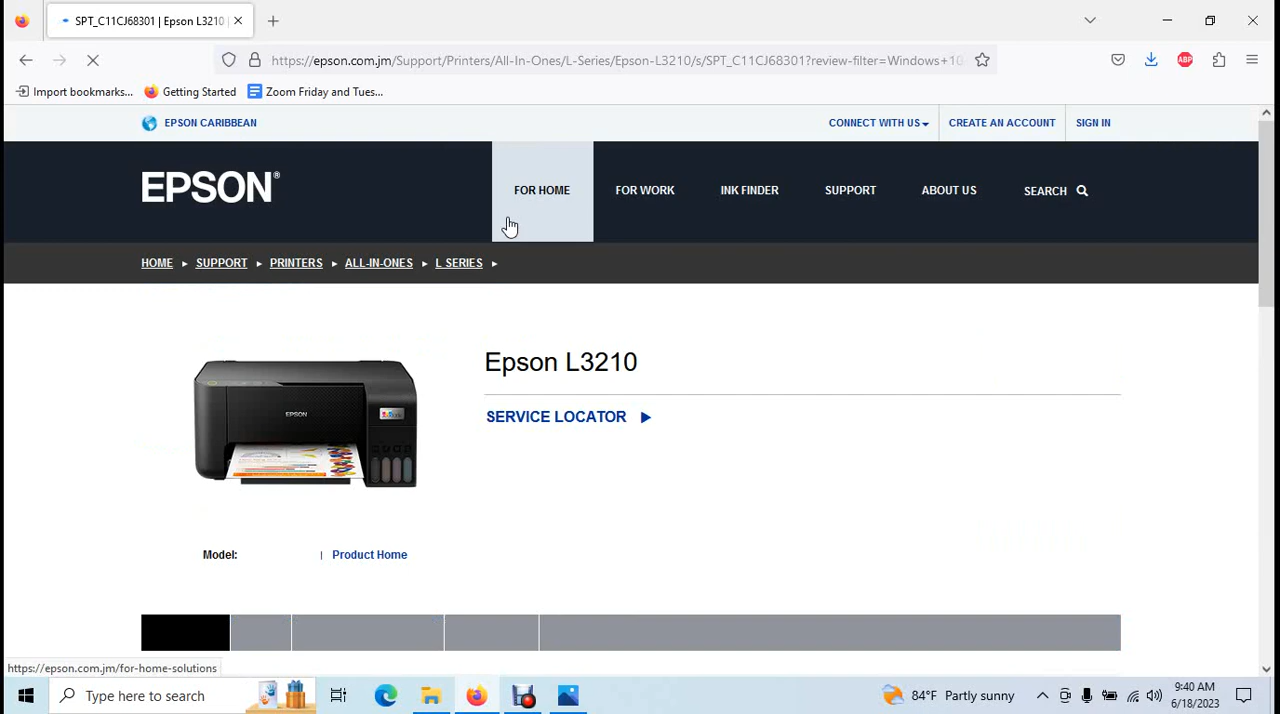 SPT_C11CJ68301 | Epson L3210 |
https://epson.com.jm/Support/Printers/All-In-Ones/L-Series/Epson-L3210/s/SPT_C11CJ68301?review-filter=Windows+10
ABP
Import bookmarks... Getting Started Zoom Friday and Tues...
EPSON CARIBBEAN CONNECT WITH US CREATE AN ACCOUNT SIGN IN
EPSON® FOR HOME FOR WORK INK FINDER SUPPORT ABOUT US SEARCH
HOME ▸ SUPPORT ▸ PRINTERS ▸ ALL-IN-ONES ▸ L SERIES ▸
Epson L3210
SERVICE LOCATOR ▶
EPSON
Model: | Product Home
https://epson.com.jm/for-home-solutions
Type here to search 84°F Partly sunny 9:40 AM
6/18/2023